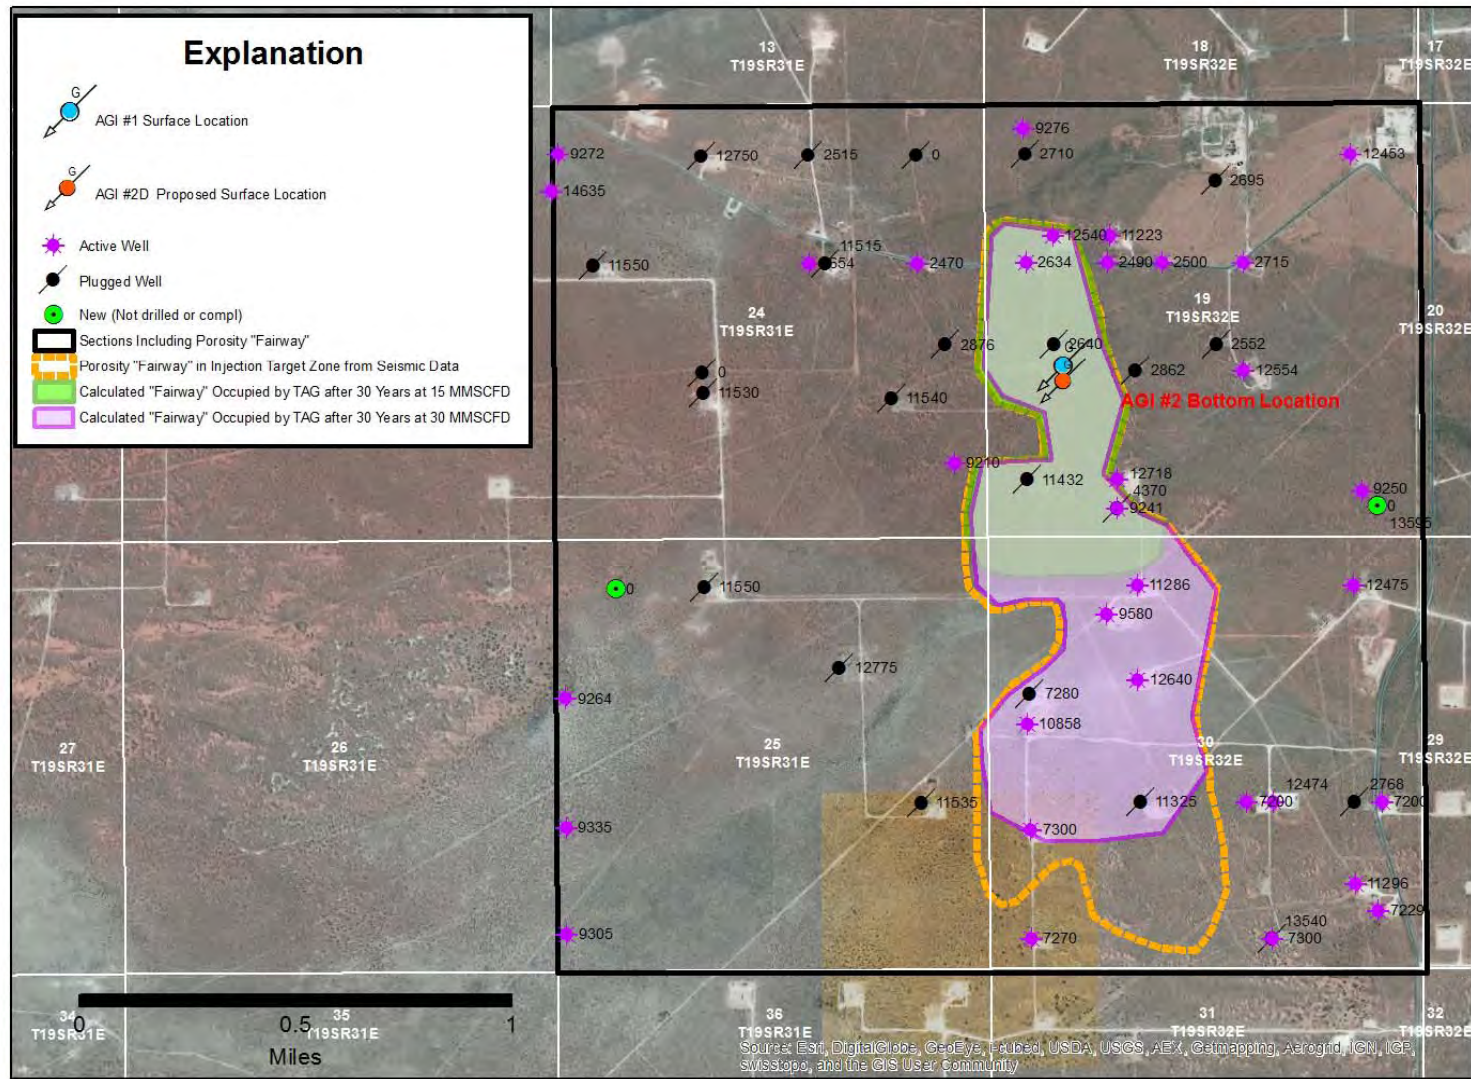 Explanation
G
AGI #1 Surface Location
G
AGI #2D Proposed Surface Location
Active Well
Plugged Well
New (Not drilled or compl)
Sections Including Porosity "Fairway"
Porosity "Fairway" in Injection Target Zone from Seismic Data
Calculated "Fairway" Occupied by TAG after 30 Years at 15 MMSCFD
Calculated "Fairway" Occupied by TAG after 30 Years at 30 MMSCFD
13
T19SR31E
18
T19SR32E
17
T19SR32E
9276
9272
12750
2515
0
2710
12453
14635
2695
12540
11223
11515
11550
554
2470
2634
2490
2500
2715
24
T19SR31E
19
T19SR32E
20
T19SR32E
2876
2640
2552
G
G
0
2862
12554
11530
11540
AGI #2 Bottom Location
9210
11432
12718
4370
9241
9250
0
13595
0
11550
11286
12475
9580
12775
12640
9264
7280
10858
27
T19SR31E
26
T19SR31E
25
T19SR31E
30
T19SR32E
29
T19SR32E
12474
2768
11535
11325
7200
7200
9335
7300
11296
7229
13540
9305
7270
7300
34
T19SR31E
35
T19SR31E
36
T19SR31E
31
T19SR32E
32
T19SR32E
0
0.5
1
Miles
Source: Esri, DigitalGlobe, GeoEye, i-cubed, USDA, USGS, AEX, Getmapping, Aerogrid, IGN, IGP,
swisstopo, and the GIS User Community